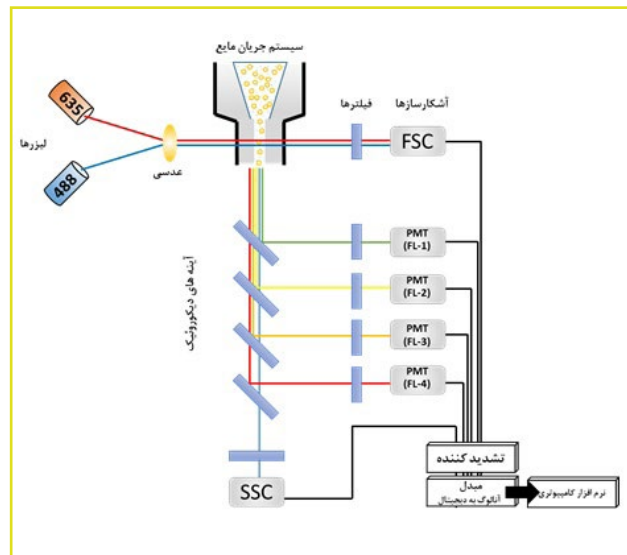 سیستم جریان مایع
آشکارسازها
فیلترها
635
لیزرها
488
عدسی
FSC
PMT
(FL-1)
PMT
(FL-2)
آینه های دیکوروئیک
PMT
(FL-3)
PMT
(FL-4)
تشدید کننده
SSC
مبدل
آنالوگ به دیجیتال
نرم افزار کامپیوتری